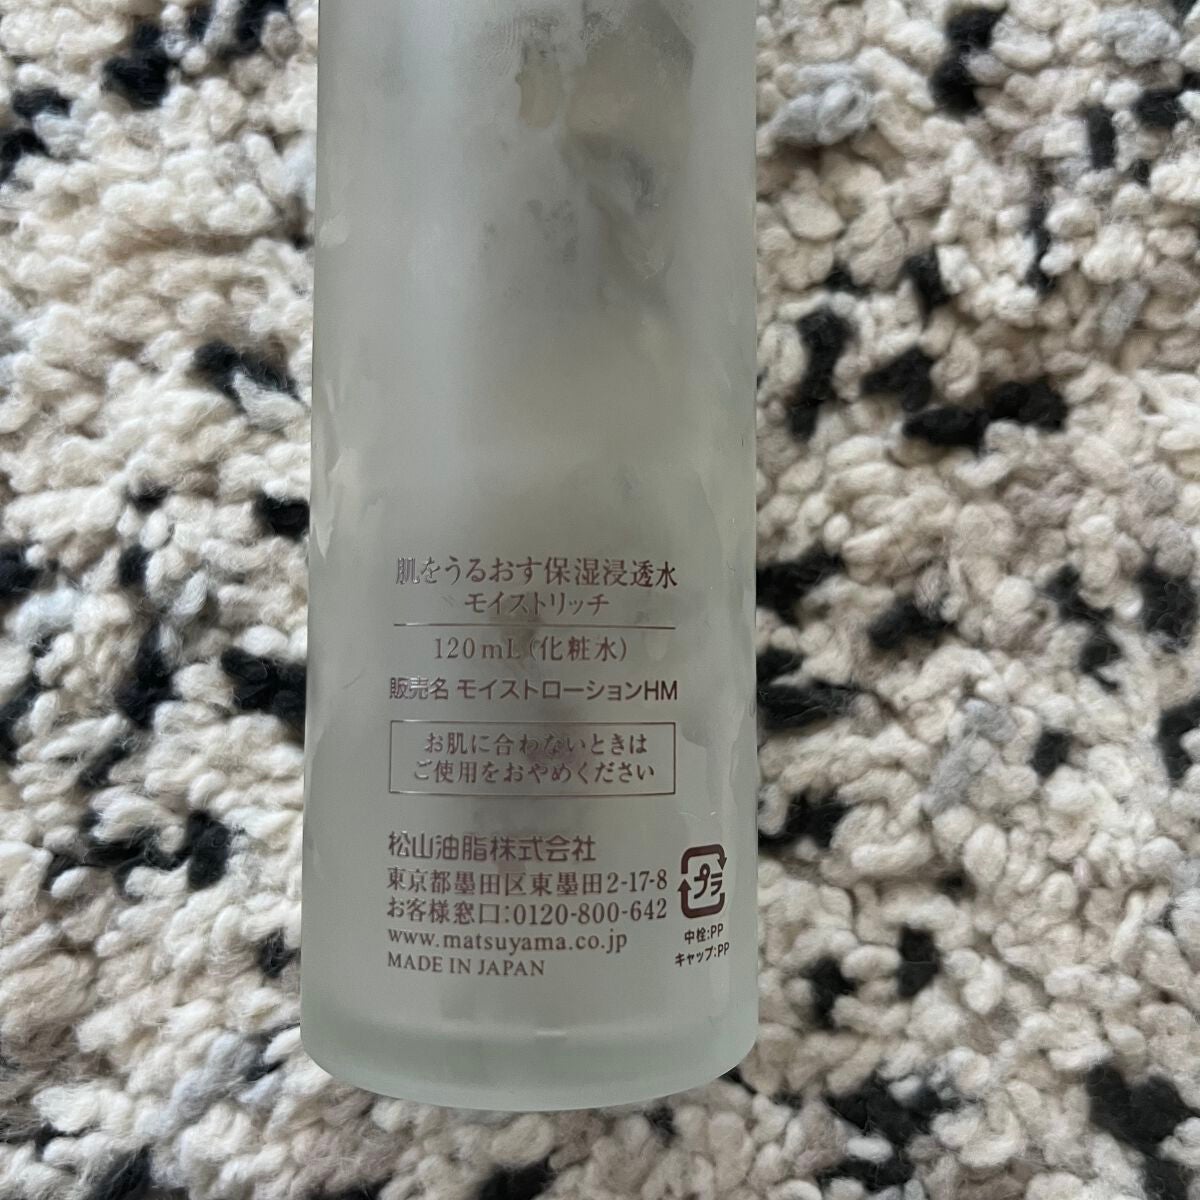 肌をうるおす保湿浸透水
モイストリッチ
120mL(化粧水)
販売名 モイストローションHM
お肌に合わないときは
ご使用をおやめください
松山油脂株式会社
東京都墨田区東墨田2-17-8
お客様窓口:0120-800-642
www.matsuyama.co.jp
MADE IN JAPAN
プラ
中栓:PP
キャップ:PP